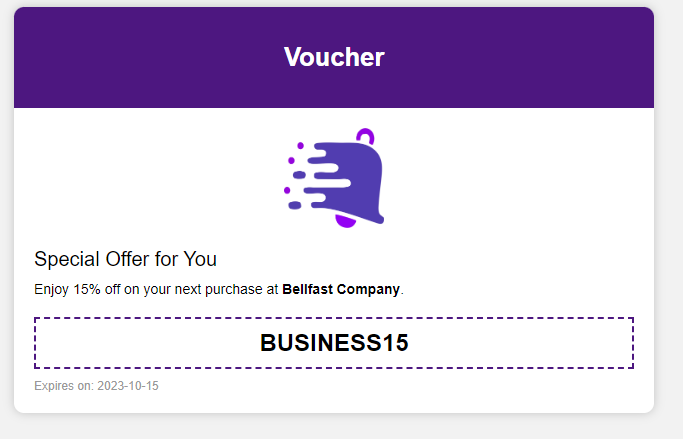 Voucher
Special Offer for You
Enjoy 15% off on your next purchase at Bellfast Company.
BUSINESS15
Expires on: 2023-10-15